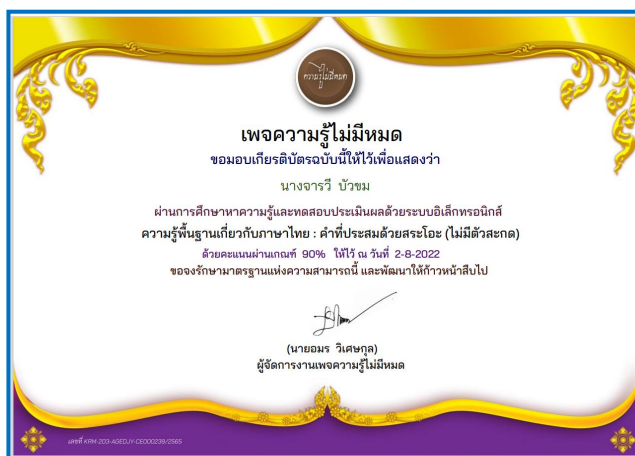 ความรู้ไม่มีหมด
เพจความรู้ไม่มีหมด
ขอมอบเกียรติบัตรฉบับนี้ให้ไว้เพื่อแสดงว่า
นางจารวี บัวขม
ผ่านการศึกษาหาความรู้และทดสอบประเมินผลด้วยระบบอิเล็กทรอนิกส์
ความรู้พื้นฐานเกี่ยวกับภาษาไทย : คำที่ประสมด้วยสระโอะ (ไม่มีตัวสะกด)
ด้วยคะแนนผ่านเกณฑ์ 90% ให้ไว้ ณ วันที่ 2-8-2022
ขอจงรักษามาตรฐานแห่งความสามารถนี้ และพัฒนาให้ก้าวหน้าสืบไป
(นายอมร วิเศษกุล)
ผู้จัดการงานเพจความรู้ไม่มีหมด
เลขที่ KRM-203-AGEDJY-CE000239/2565